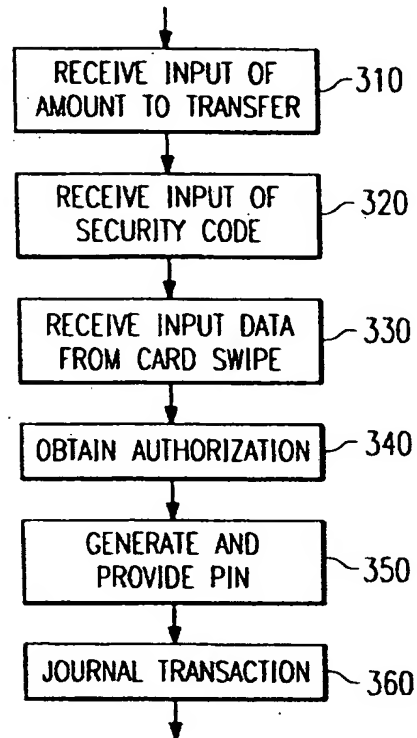 RECEIVE INPUT OF
AMOUNT TO TRANSFER
310
RECEIVE INPUT OF
SECURITY CODE
320
RECEIVE INPUT DATA
FROM CARD SWIPE
330
OBTAIN AUTHORIZATION
340
GENERATE AND
PROVIDE PIN
350
JOURNAL TRANSACTION
360